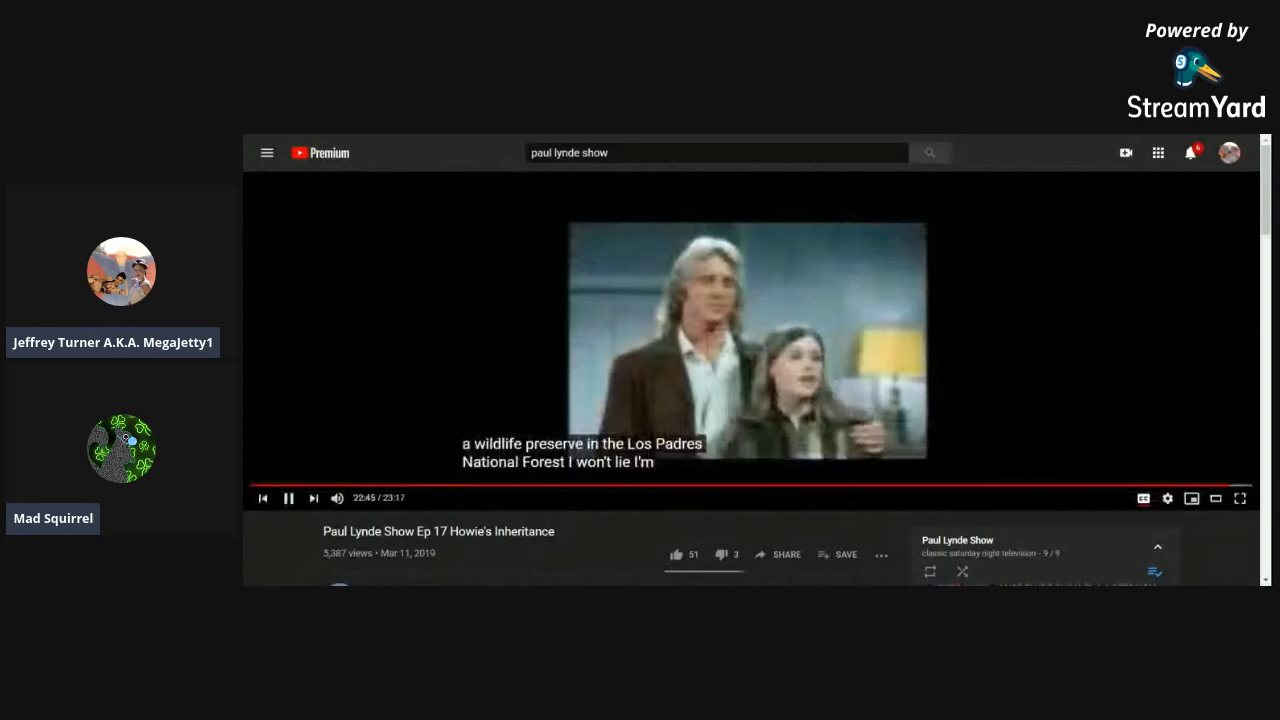 Powered by
StreamYard
Premium
paul lynde show
6
Jeffrey Turner A.K.A. MegaJetty1
a wildlife preserve in the Los Padres
National Forest I won't lie I'm
Mad Squirrel
22:45 / 23:17
Paul Lynde Show Ep 17 Howie's Inheritance
5,387 views • Mar 11, 2019
51
3
SHARE
SAVE
Paul Lynde Show
classic saturday night television - 9 / 9